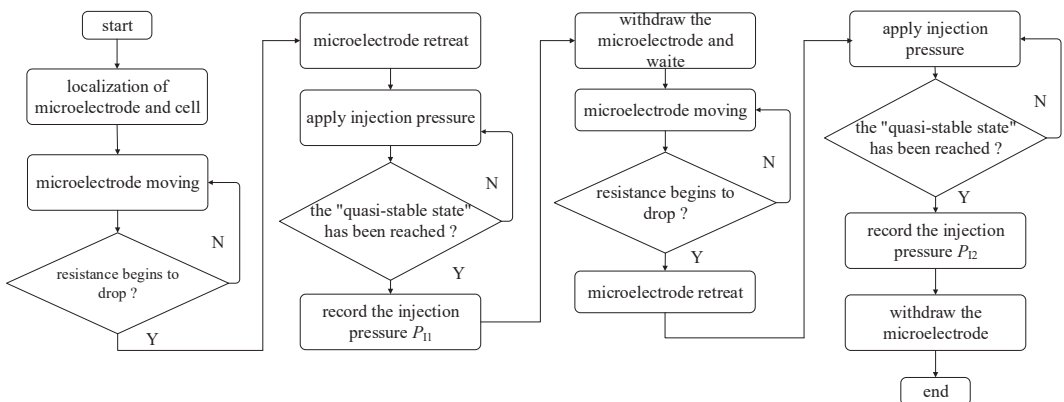 start
localization of
microelectrode and cell
microelectrode moving
N
resistance begins to
drop ?
Y
microelectrode retreat
apply injection pressure
N
the "quasi-stable state"
has been reached ?
Y
record the injection
pressure P_I1
withdraw the
microelectrode and
waite
microelectrode moving
N
resistance begins to
drop ?
Y
microelectrode retreat
apply injection
pressure
N
the "quasi-stable state"
has been reached ?
Y
record the injection
pressure P_I2
withdraw the
microelectrode
end